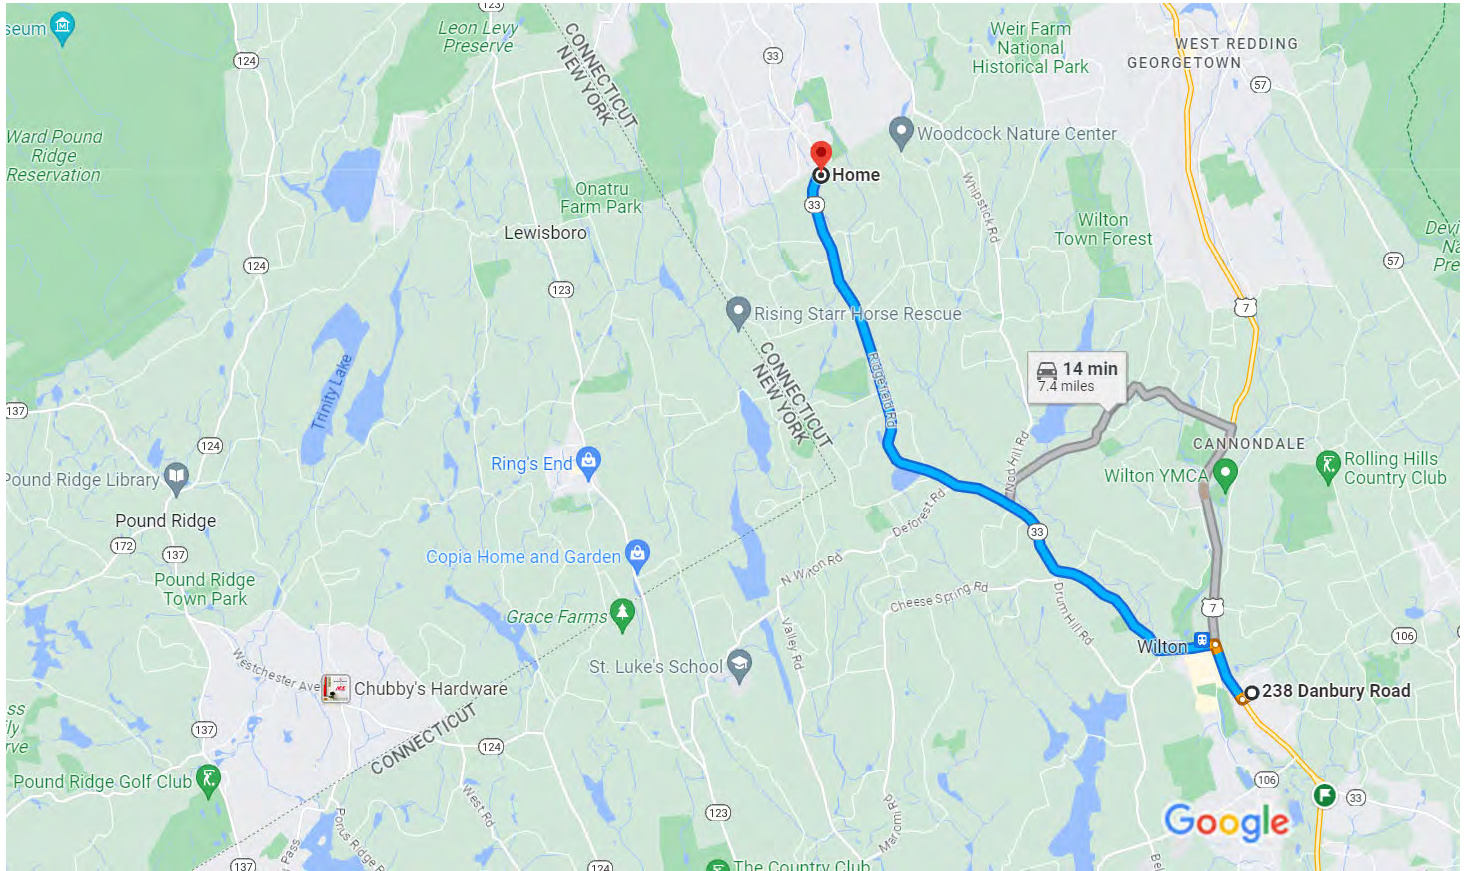 123
Leon Levy
Preserve
seum
124
CONNECTICUT
NEW YORK
33
Weir Farm
National
Historical Park
WEST REDDING
GEORGETOWN
57
Ward Pound
Ridge
Reservation
Woodcock Nature Center
Home
33
Onatru
Farm Park
Lewisboro
Whipstick Rd
Wilton
Town Forest
124
123
57
7
Rising Starr Horse Rescue
CONNECTICUT
NEW YORK
Trinity Lake
Ridgefield Rd
14 min
7.4 miles
137
124
CANNONDALE
Nod Hill Rd
Ring's End
Wilton YMCA
Rolling Hills
Country Club
Pound Ridge Library
Pound Ridge
Deforest Rd
33
172
137
Copia Home and Garden
N Wilton Rd
Pound Ridge
Town Park
Cheese Spring Rd
Drum Hill Rd
7
Grace Farms
Valley Rd
106
Wilton
St. Luke's School
Westchester Ave
Chubby's Hardware
238 Danbury Road
137
CONNECTICUT
124
Pound Ridge Golf Club
West Rd
106
33
123
Google
137
124
The Country Club